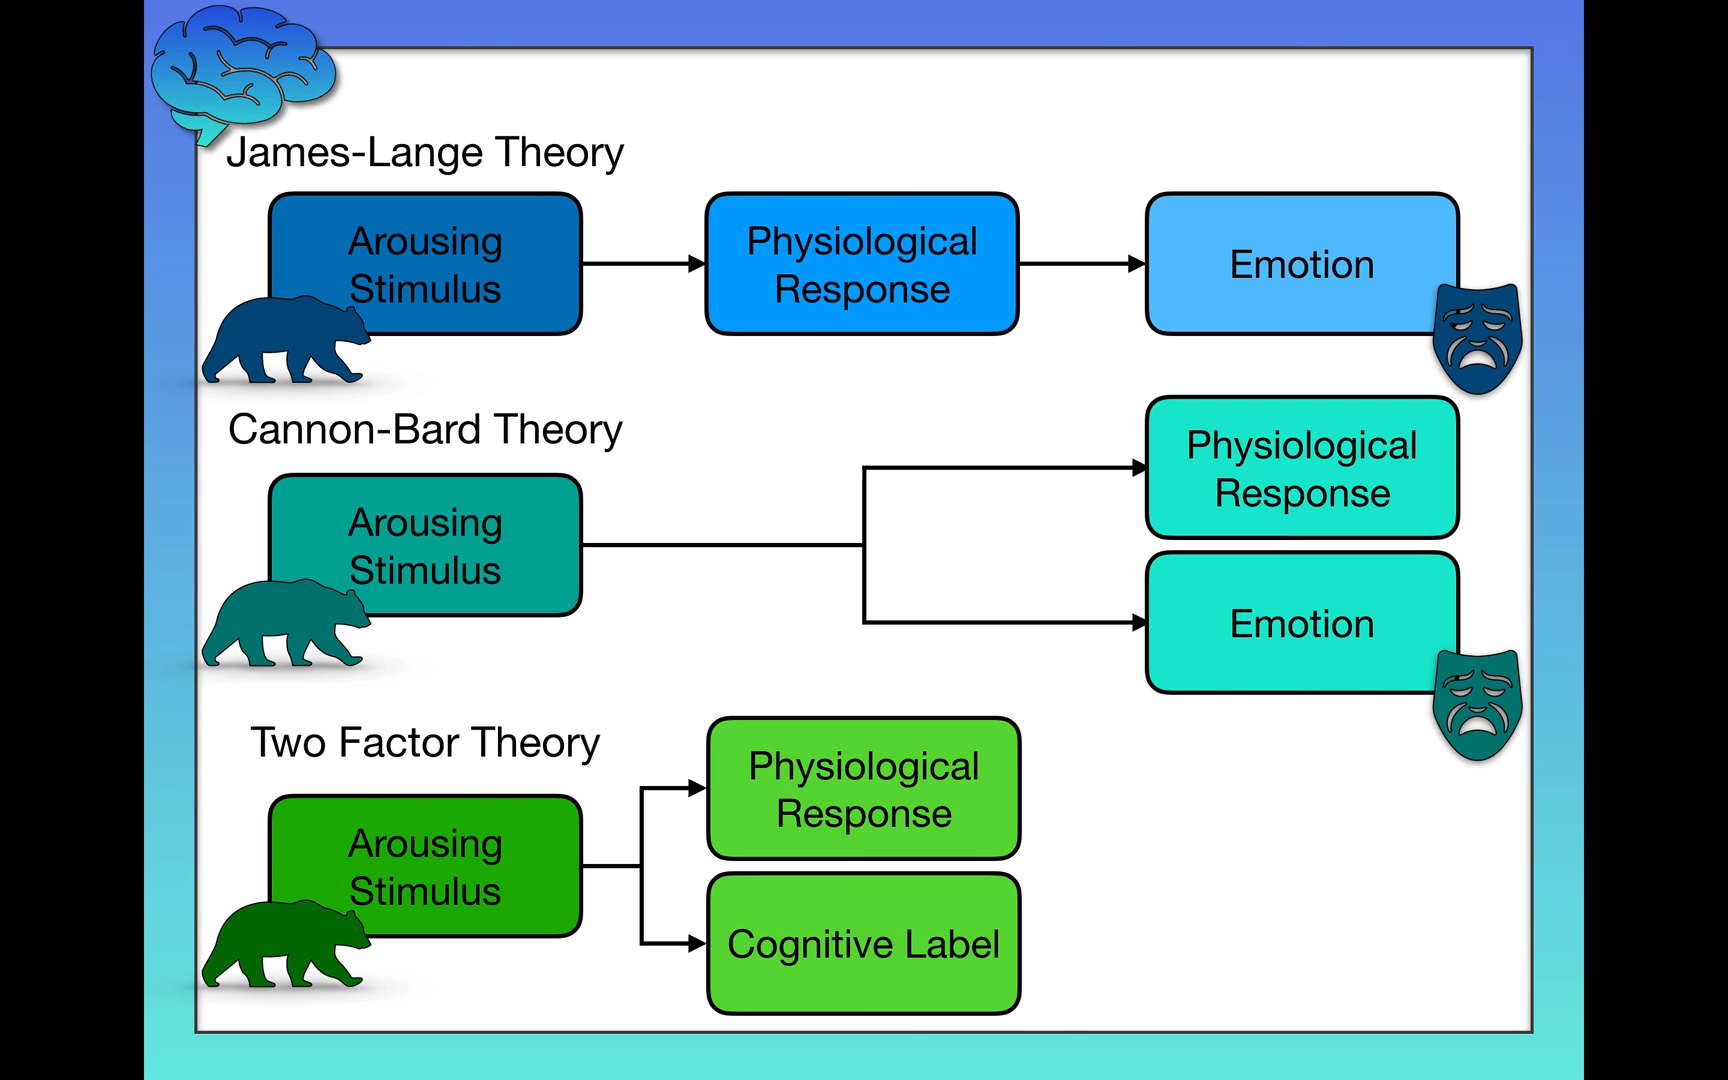 James-Lange Theory
Arousing
Stimulus
Physiological
Response
Emotion
Cannon-Bard Theory
Arousing
Stimulus
Physiological
Response
Emotion
Two Factor Theory
Arousing
Stimulus
Physiological
Response
Cognitive Label